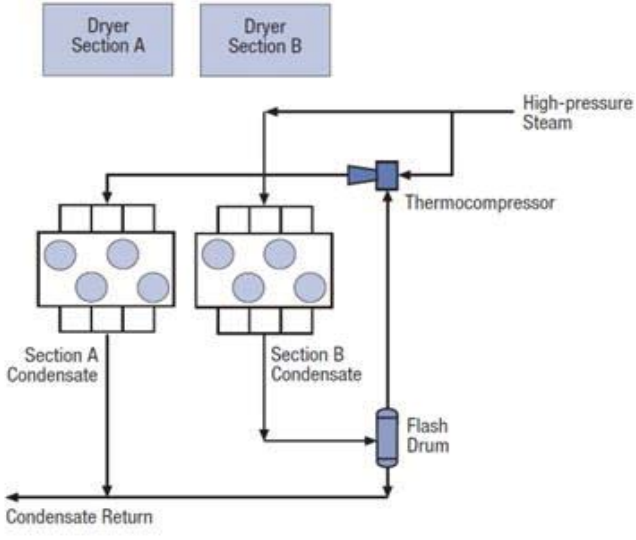 Dryer
Section A
Dryer
Section B
High-pressure
Steam
Thermocompressor
Section A
Condensate
Section B
Condensate
Flash
Drum
Condensate Return